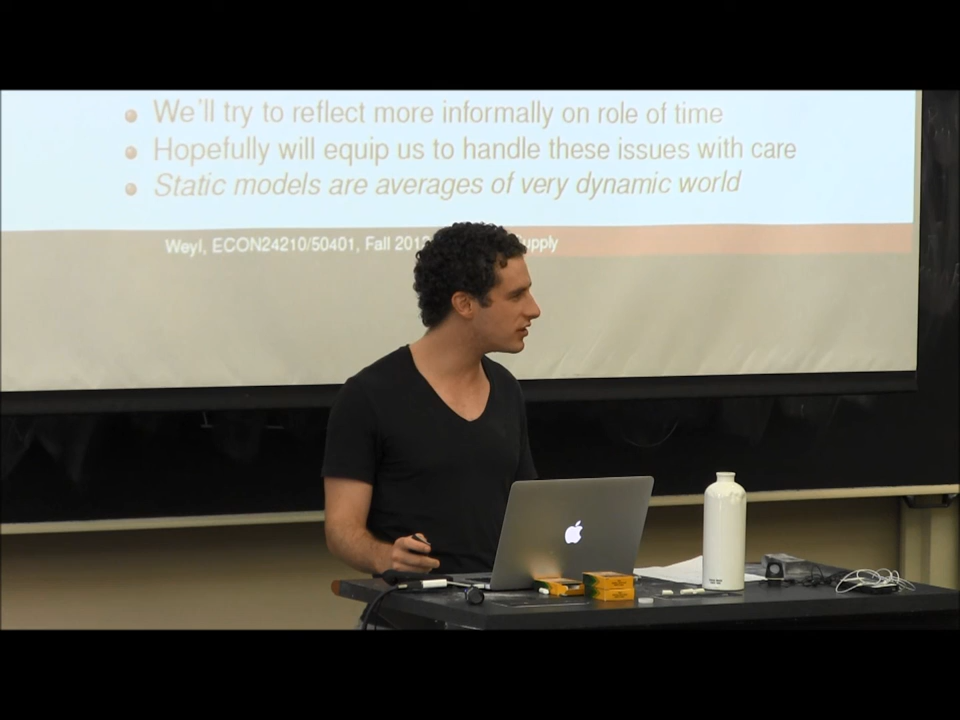 We'll try to reflect more informally on role of time
Hopefully will equip us to handle these issues with care
Static models are averages of very dynamic world
Weyl, ECON24210/50401, Fall 2012